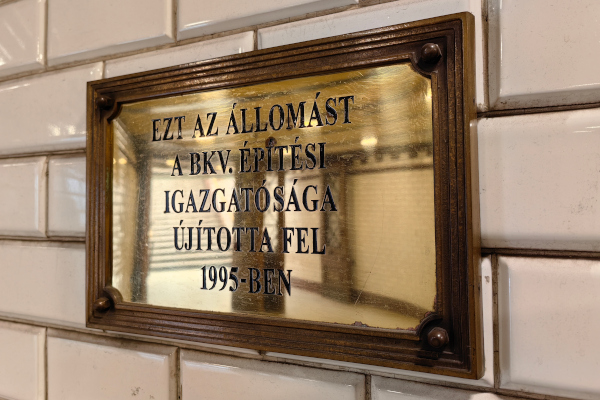 EZT AZ ÁLLOMÁST
A BKV. ÉPÍTÉSI
IGAZGATÓSÁGA
ÚJÍTOTTA FEL
1995-BEN